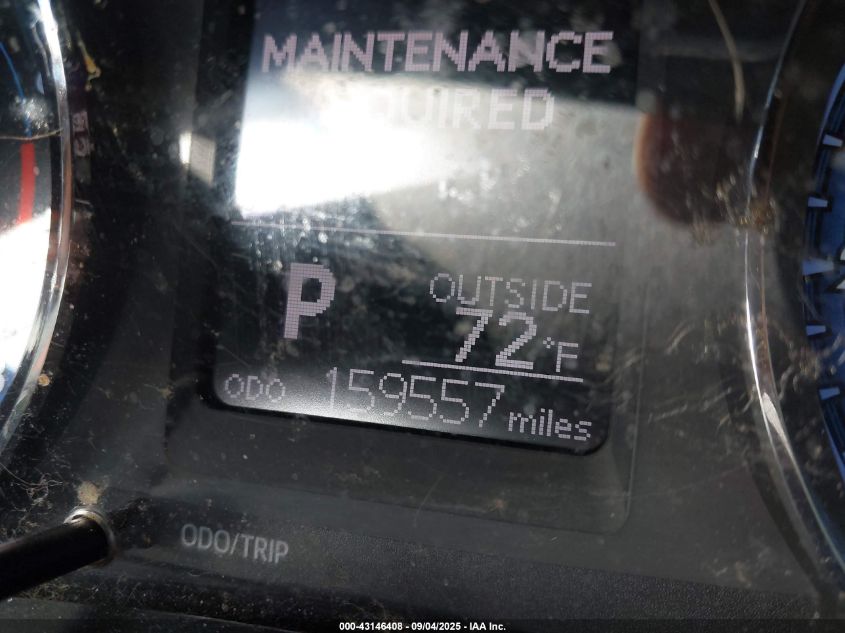 MAINTENANCE
P
OUTSIDE
72°F
ODO 159557 miles
ODO/TRIP
000-43146408 - 09/04/2025 - IAA Inc.